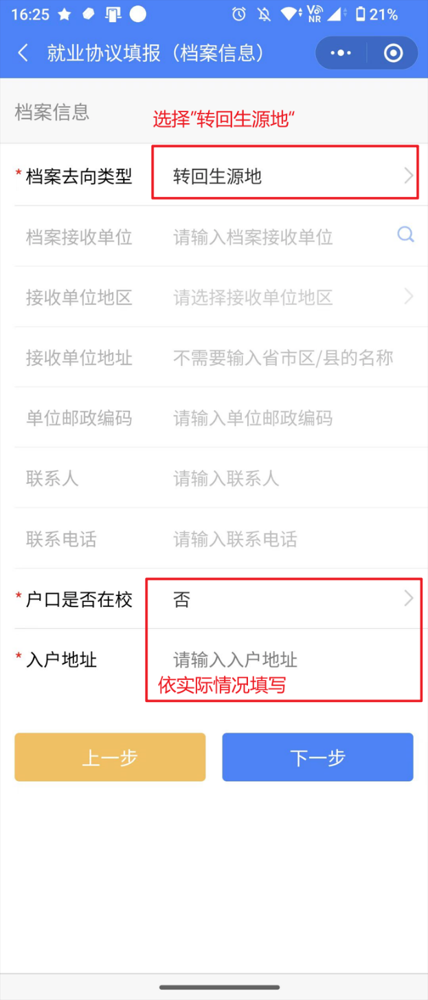 16:25 21%
就业协议填报（档案信息）
档案信息
选择”转回生源地“
* 档案去向类型 转回生源地
档案接收单位 请输入档案接收单位
接收单位地区 请选择接收单位地区
接收单位地址 不需要输入省市区/县的名称
单位邮政编码 请输入单位邮政编码
联系人 请输入联系人
联系电话 请输入联系电话
* 户口是否在校 否
* 入户地址 请输入入户地址
依实际情况填写
上一步 下一步